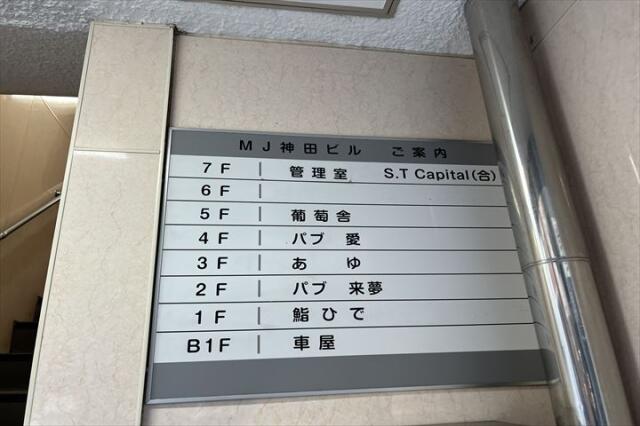 MJ神田ビル ご案内
7F 管理室 S.T Capital(合)
6F
5F 葡萄舎
4F パブ 愛
3F あゆ
2F パブ 来夢
1F 鮨ひで
B1F 車屋